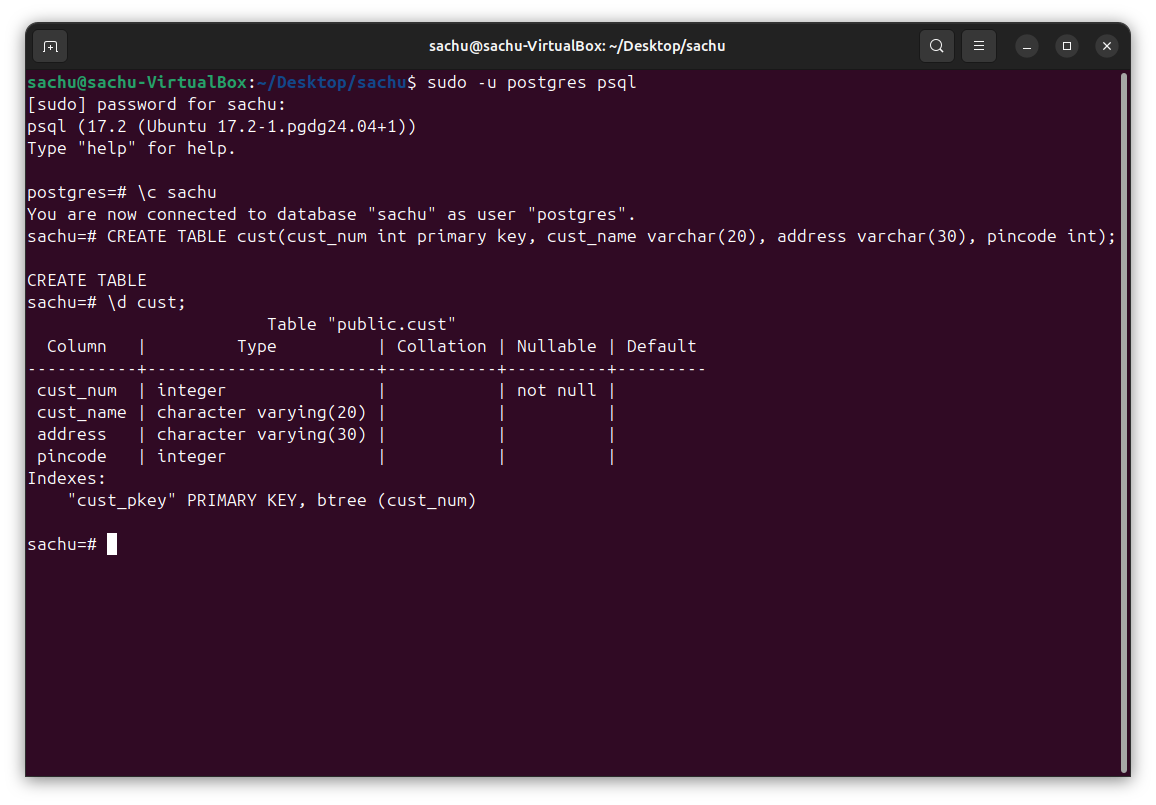 sachu@sachu-VirtualBox: ~/Desktop/sachu
sachu@sachu-VirtualBox:~/Desktop/sachu$ sudo -u postgres psql
[sudo] password for sachu:
psql (17.2 (Ubuntu 17.2-1.pgdg24.04+1))
Type "help" for help.
postgres=# \c sachu
You are now connected to database "sachu" as user "postgres".
sachu=# CREATE TABLE cust(cust_num int primary key, cust_name varchar(20), address varchar(30), pincode int);
CREATE TABLE
sachu=# \d cust;
                        Table "public.cust"
  Column   |         Type          | Collation | Nullable | Default
-----------+-----------------------+-----------+----------+---------
 cust_num  | integer               |           | not null |
 cust_name | character varying(20) |           |          |
 address   | character varying(30) |           |          |
 pincode   | integer               |           |          |
Indexes:
    "cust_pkey" PRIMARY KEY, btree (cust_num)
sachu=#